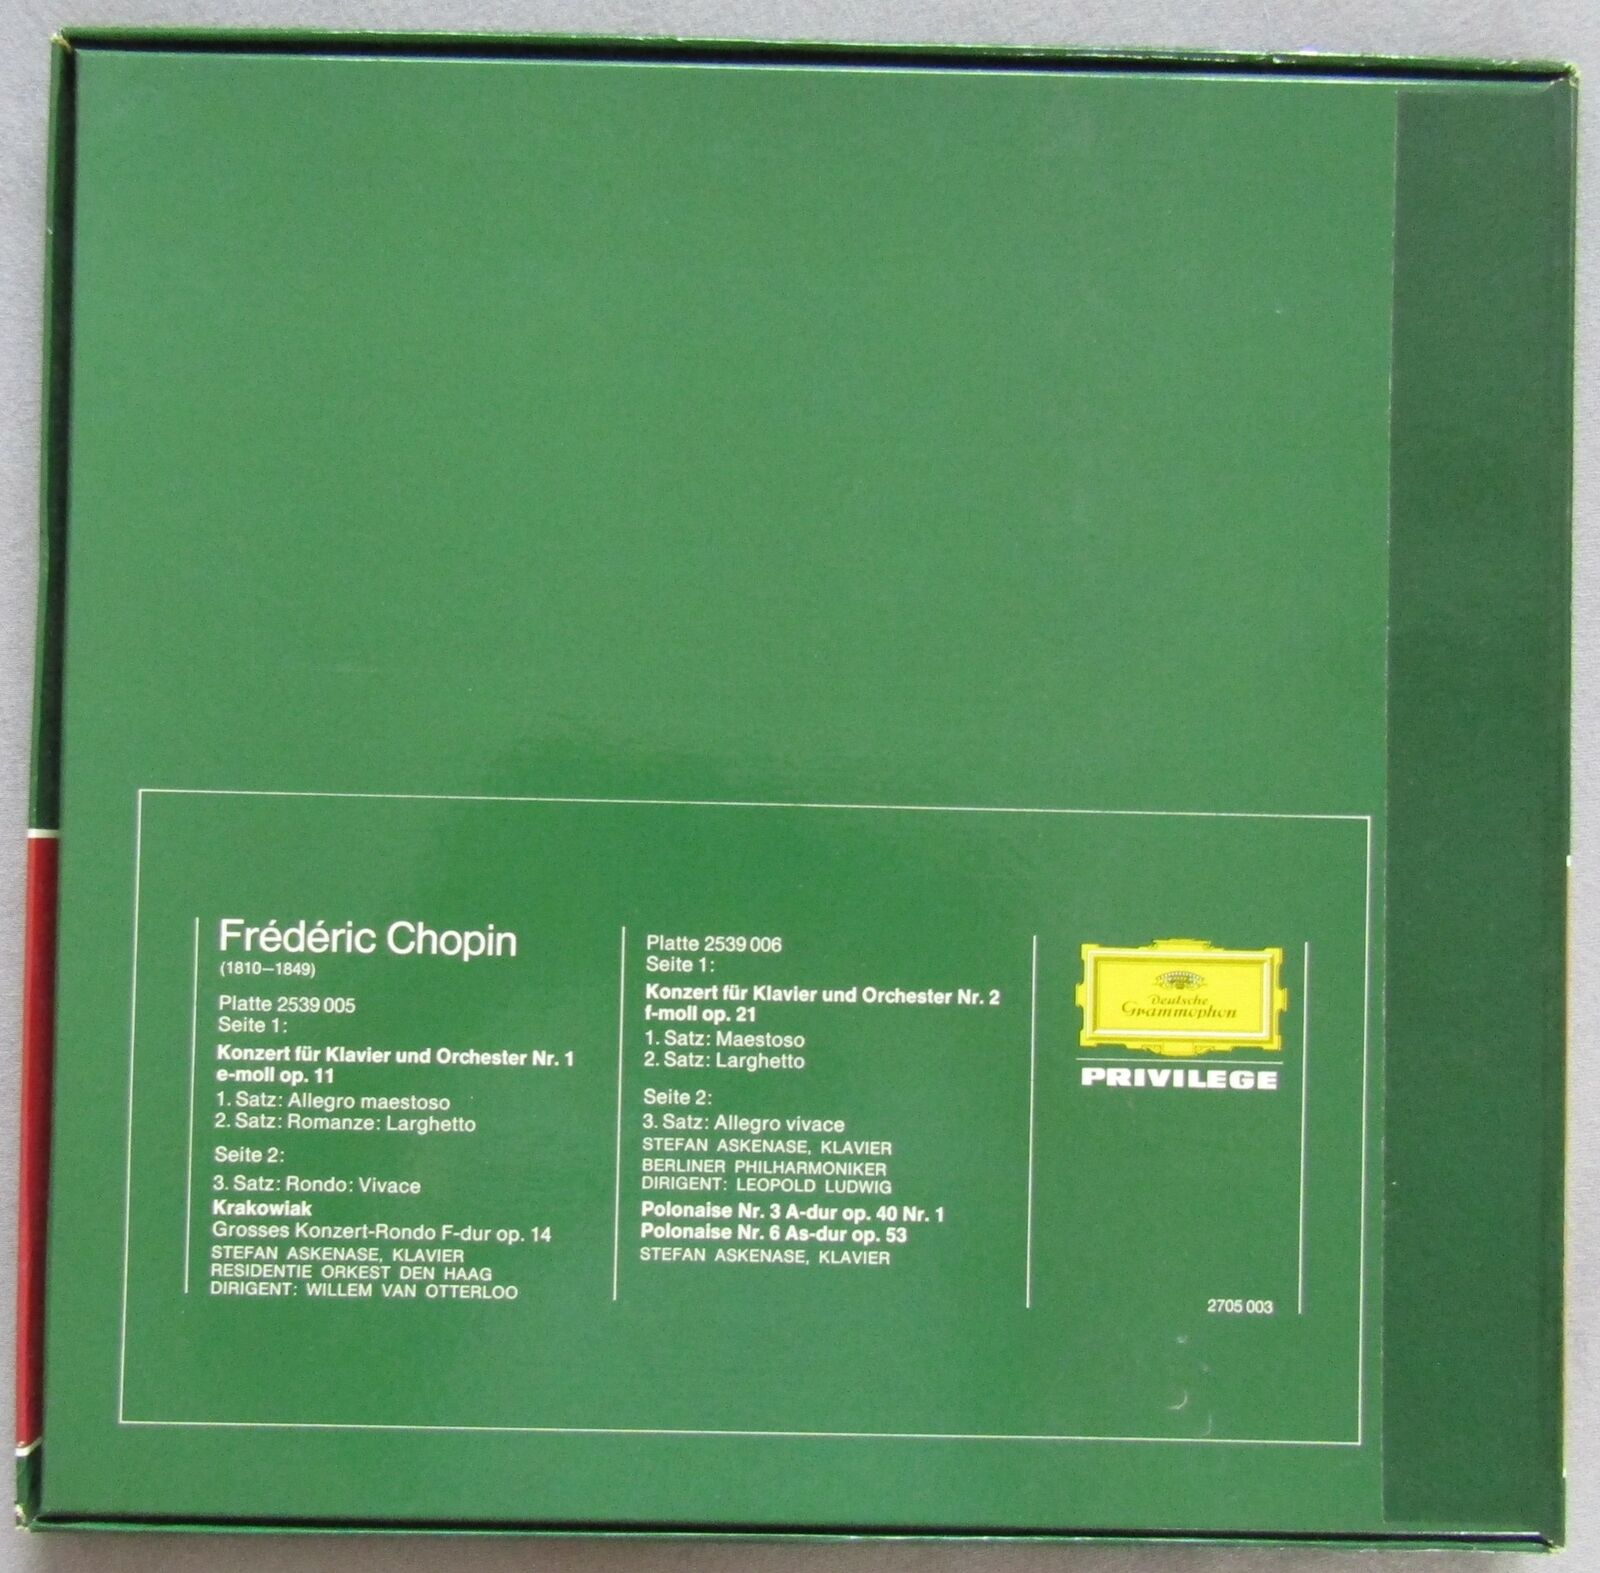 Frédéric Chopin
(1810—1849)
Platte 2539 005
Seite 1:
Konzert für Klavier und Orchester Nr. 1
e-moll op. 11
1. Satz: Allegro maestoso
2. Satz: Romanze: Larghetto
Seite 2:
3. Satz: Rondo: Vivace
Krakowiak
Grosses Konzert-Rondo F-dur op. 14
STEFAN ASKENASE, KLAVIER
RESIDENTIE ORKEST DEN HAAG
DIRIGENT: WILLEM VAN OTTERLOO
Platte 2539 006
Seite 1:
Konzert für Klavier und Orchester Nr. 2
f-moll op. 21
1. Satz: Maestoso
2. Satz: Larghetto
Seite 2:
3. Satz: Allegro vivace
STEFAN ASKENASE, KLAVIER
BERLINER PHILHARMONIKER
DIRIGENT: LEOPOLD LUDWIG
Polonaise Nr. 3 A-dur op. 40 Nr. 1
Polonaise Nr. 6 As-dur op. 53
STEFAN ASKENASE, KLAVIER
Deutsche
Grammophon
PRIVILEGE
2705 003